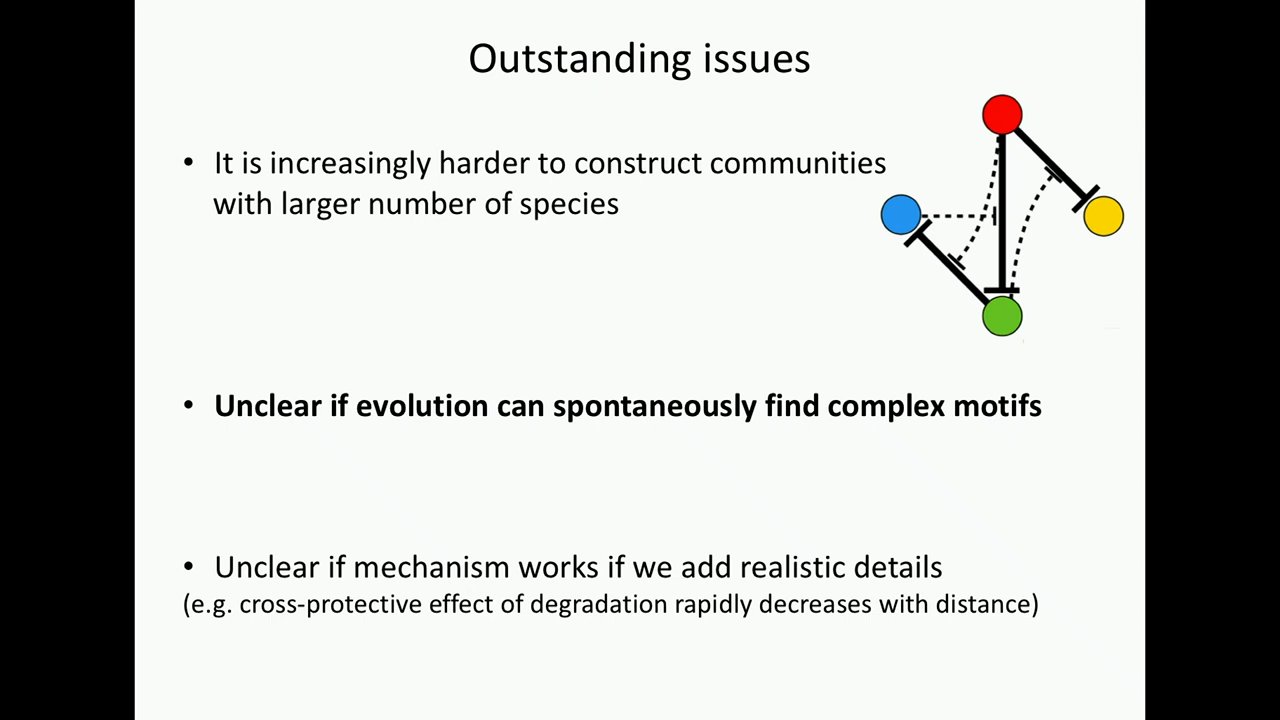 Outstanding issues
• It is increasingly harder to construct communities
with larger number of species
• Unclear if evolution can spontaneously find complex motifs
• Unclear if mechanism works if we add realistic details
(e.g. cross-protective effect of degradation rapidly decreases with distance)